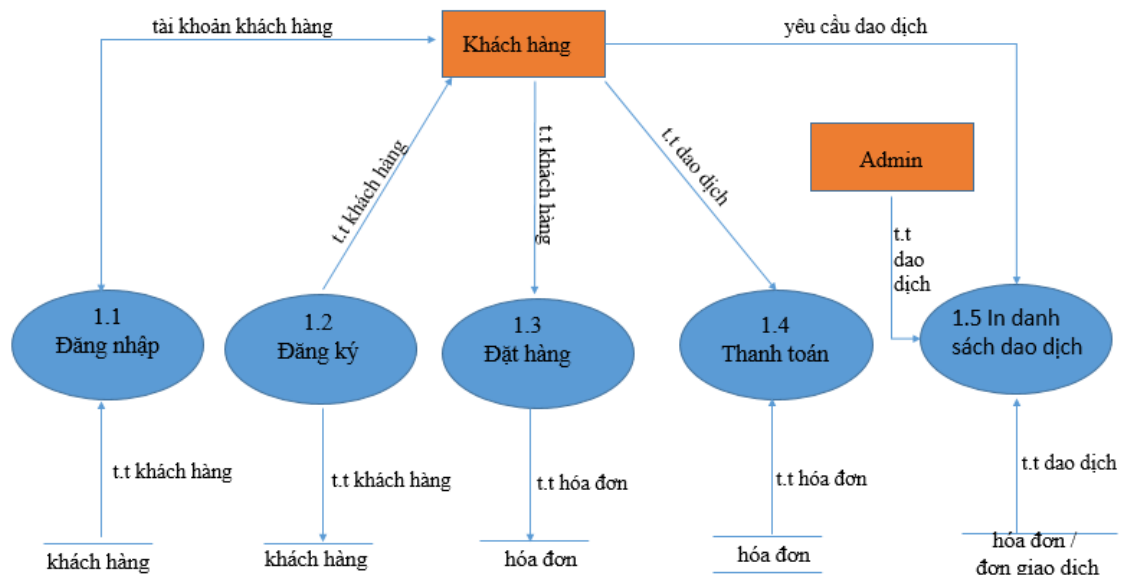 tài khoản khách hàng
Khách hàng
yêu cầu dao dịch
t.t khách hàng
t.t khách hàng
t.t dao dịch
Admin
t.t
dao
dịch
1.1
Đăng nhập
1.2
Đăng ký
1.3
Đặt hàng
1.4
Thanh toán
1.5 In danh
sách dao dịch
t.t khách hàng
t.t khách hàng
t.t hóa đơn
t.t hóa đơn
t.t dao dịch
khách hàng
khách hàng
hóa đơn
hóa đơn
hóa đơn /
đơn giao dịch